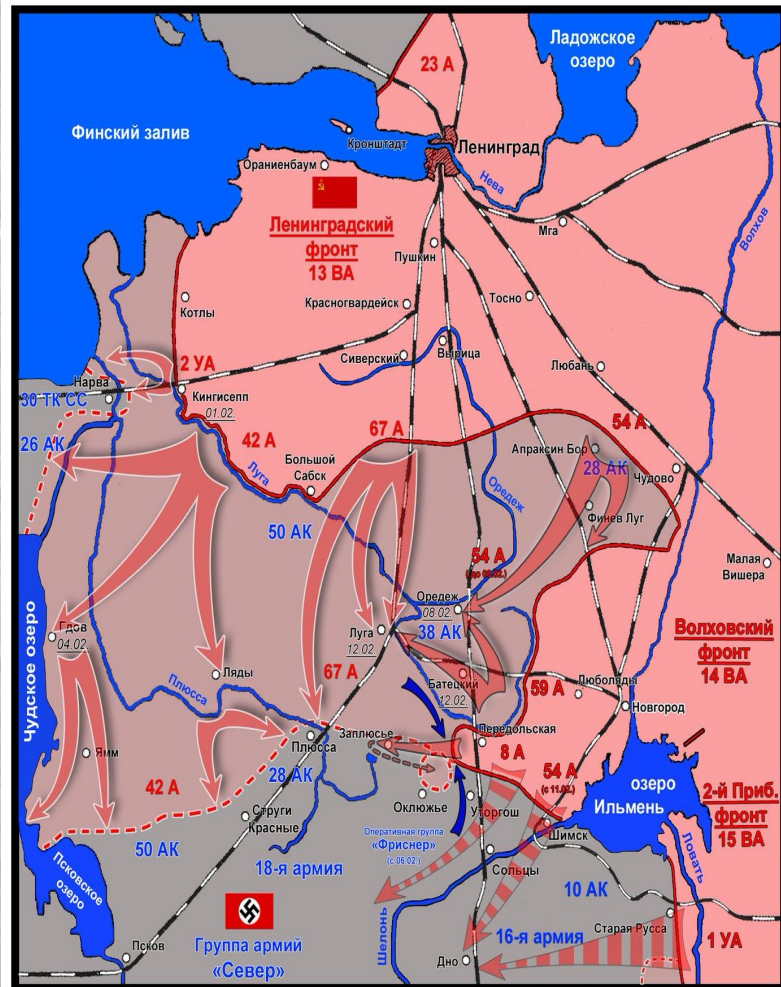 Ладожское
озеро
23 А
Финский залив
Кронштадт
Ленинград
Ораниенбаум
Нева
Волхов
Ленинградский
фронт
13 ВА
Мга
Пушкин
Котлы
Красногвардейск
Тосно
Сиверский
Вырица
Любань
2 УА
Нарва
30 ТК СС
Кингисепп
01.02.
26 АК
42 А
67 А
54 А
Апраксин Бор
28 АК
Чудово
Большой
Сабск
Луга
Оредеж
Финев Луг
50 АК
54 А
Малая
Вишера
Оредеж
08.02.
38 АК
Луга
12.02.
Гдов
04.02.
Чудское озеро
Ляды
Плюсса
67 А
Батецкий
12.02.
Волховский
фронт
14 ВА
59 А
Люболяды
Новгород
Передольская
8 А
Заплюсье
Плюсса
28 АК
Ямм
42 А
54 А
(с 11.02.)
озеро
Ильмень
2-й Приб.
фронт
15 ВА
Оклюжье
Уторгош
Струги
Красные
50 АК
Оперативная группа
«Фриснер»
(с 06.02.)
Шимск
18-я армия
Сольцы
Ловать
Псковское
озеро
10 АК
Шелонь
Старая Русса
1 УА
16-я армия
Группа армий
«Север»
Псков
Дно